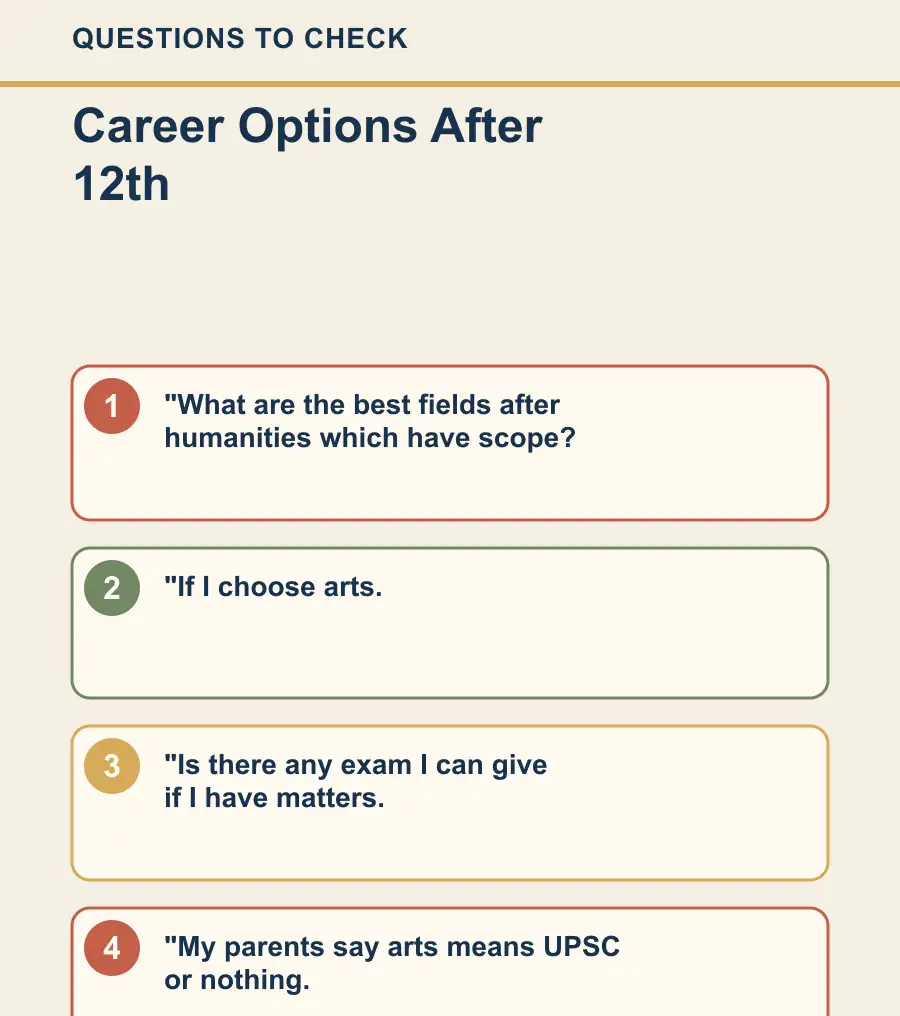 QUESTIONS TO CHECK
Career Options After
12th
1
"What are the best fields after
humanities which have scope?
2
"If I choose arts.
3
"Is there any exam I can give
if I have matters.
4
"My parents say arts means UPSC
or nothing.